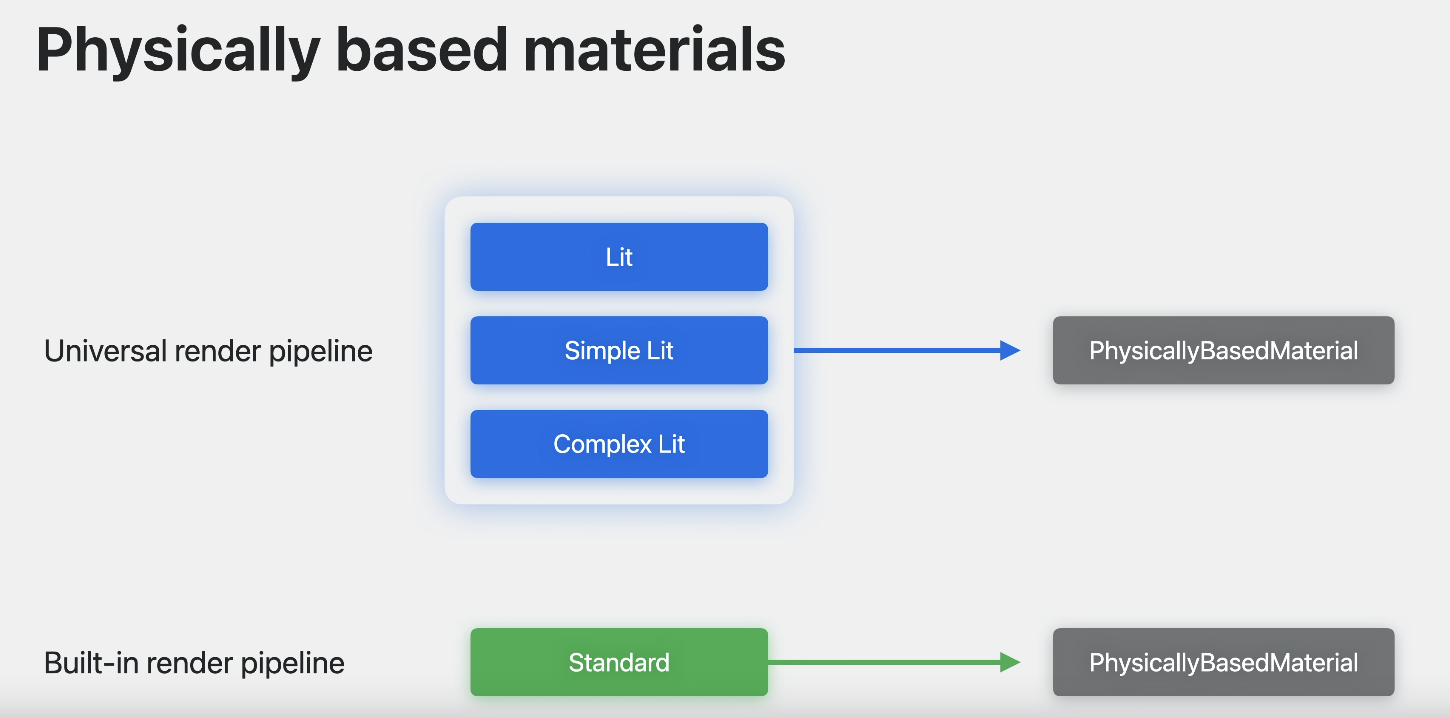 Physically based materials
Lit
Universal render pipeline
Simple Lit
PhysicallyBasedMaterial
Complex Lit
Built-in render pipeline
Standard
PhysicallyBasedMaterial